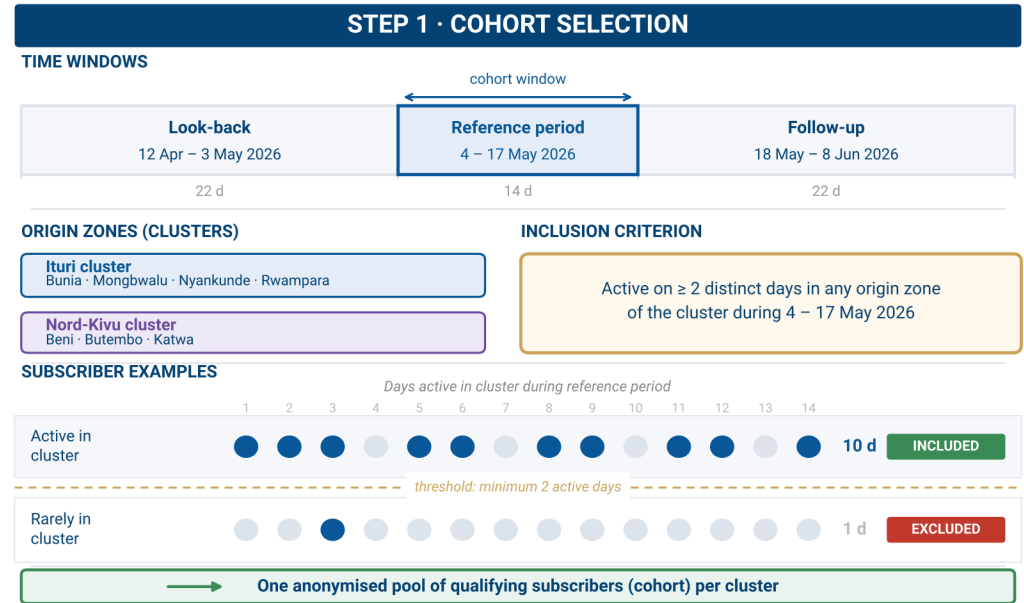 STEP 1 · COHORT SELECTION
TIME WINDOWS
cohort window
Look-back
12 Apr – 3 May 2026
Reference period
4 – 17 May 2026
Follow-up
18 May – 8 Jun 2026
22 d
14 d
22 d
ORIGIN ZONES (CLUSTERS)
Ituri cluster
Bunia · Mongbwalu · Nyankunde · Rwampara
Nord-Kivu cluster
Beni · Butembo · Katwa
INCLUSION CRITERION
Active on ≥ 2 distinct days in any origin zone
of the cluster during 4 – 17 May 2026
SUBSCRIBER EXAMPLES
Days active in cluster during reference period
1 2 3 4 5 6 7 8 9 10 11 12 13 14
Active in
cluster
10 d
INCLUDED
threshold: minimum 2 active days
Rarely in
cluster
1 d
EXCLUDED
One anonymised pool of qualifying subscribers (cohort) per cluster